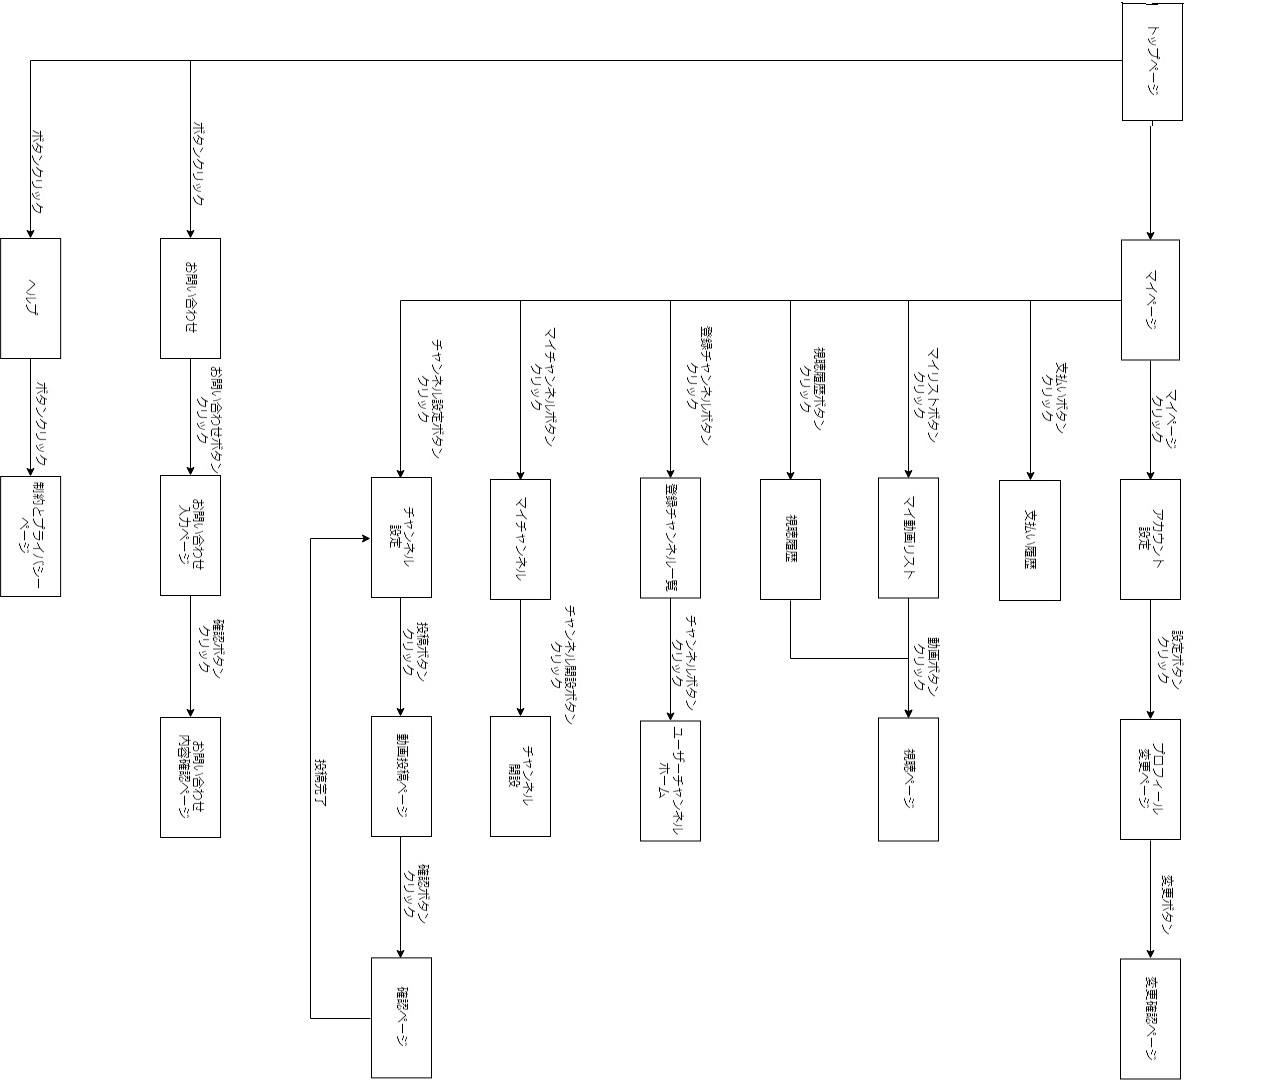 トップページ
マイページ
マイページ
クリック
アカウント
設定
設定ボタン
クリック
プロフィール
変更ページ
変更ボタン
変更確認ページ
支払いボタン
クリック
支払い履歴
マイリストボタン
クリック
マイ動画リスト
動画ボタン
クリック
視聴ページ
視聴履歴ボタン
クリック
視聴履歴
登録チャンネルボタン
クリック
登録チャンネル一覧
チャンネルボタン
クリック
ユーザーチャンネル
ホーム
マイチャンネルボタン
クリック
マイチャンネル
チャンネル開設ボタン
クリック
チャンネル
開設
チャンネル設定ボタン
クリック
チャンネル
設定
投稿ボタン
クリック
動画投稿ページ
確認ボタン
クリック
確認ページ
投稿完了
ボタンクリック
お問い合わせ
お問い合わせボタン
クリック
お問い合わせ
入力ページ
確認ボタン
クリック
お問い合わせ
内容確認ページ
ボタンクリック
ヘルプ
ボタンクリック
制約とプライバシー
ページ